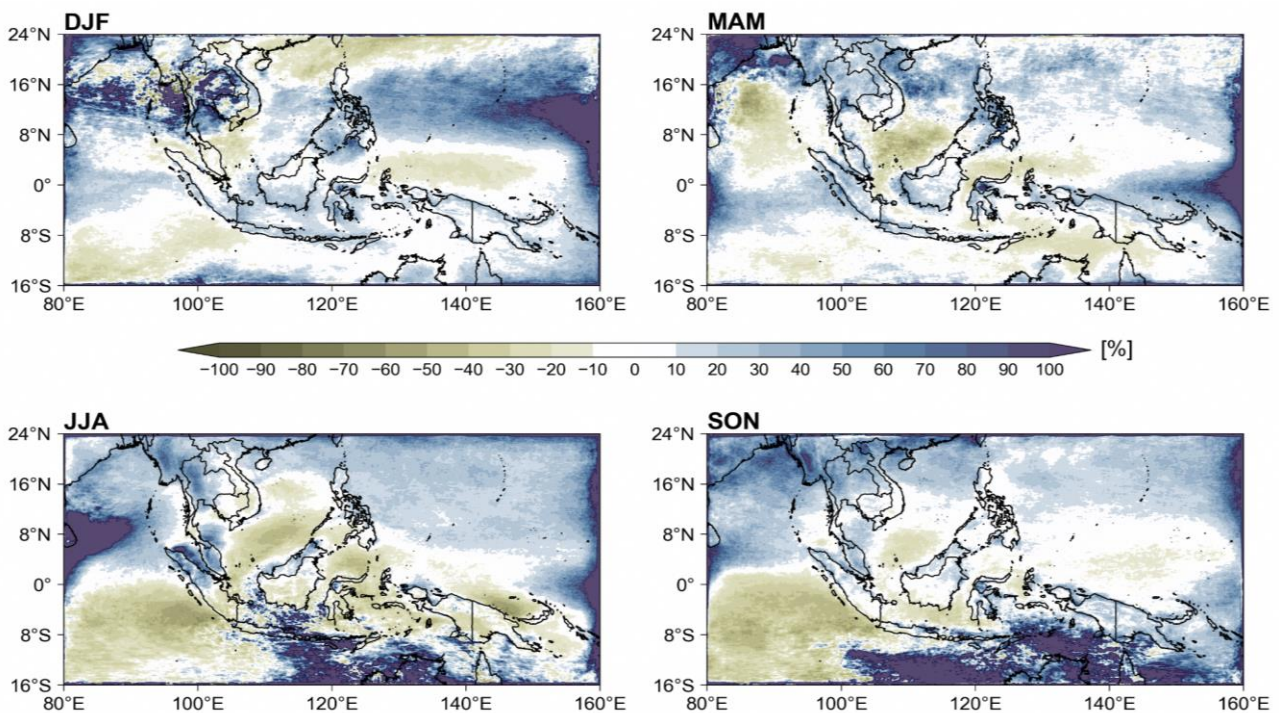 DJF MAM
24°N 24°N
16°N 16°N
8°N 8°N
0° 0°
8°S 8°S
16°S 16°S
80°E 100°E 120°E 140°E 160°E 80°E 100°E 120°E 140°E 160°E
[%]
−100 −90 −80 −70 −60 −50 −40 −30 −20 −10 0 10 20 30 40 50 60 70 80 90 100
JJA SON
24°N 24°N
16°N 16°N
8°N 8°N
0° 0°
8°S 8°S
16°S 16°S
80°E 100°E 120°E 140°E 160°E 80°E 100°E 120°E 140°E 160°E